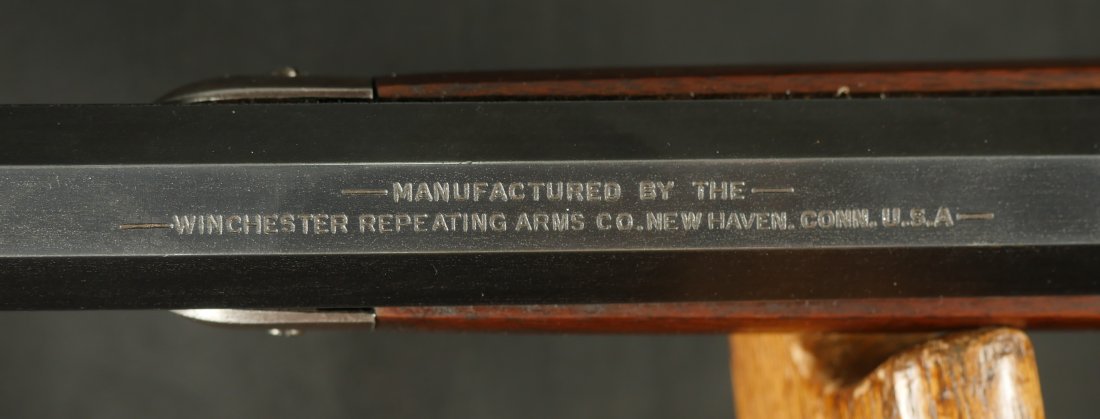 —MANUFACTURED BY THE—
—WINCHESTER REPEATING ARMS CO. NEW HAVEN. CONN. U.S.A—